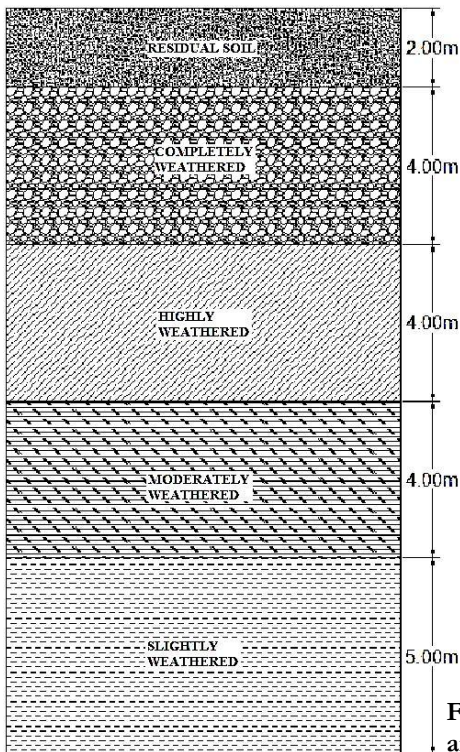 RESIDUAL SOIL
2.00m
COMPLETELY
WEATHERED
4.00m
HIGHLY
WEATHERED
4.00m
MODERATELY
WEATHERED
4.00m
SLIGHTLY
WEATHERED
5.00m
F
a